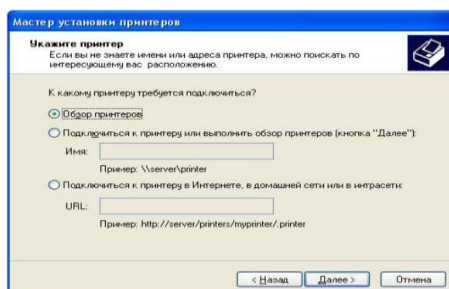 Мастер установки принтеров
Укажите принтер
Если вы не знаете имени или адреса принтера, можно поискать по
интересующему вас расположению.
К какому принтеру требуется подключиться?
Обзор принтеров
Подключиться к принтеру или выполнить обзор принтеров (кнопка "Далее"):
Имя:
Пример: \\server\printer
Подключиться к принтеру в Интернете, в домашней сети или в интрасети:
URL:
Пример: http://server/printers/myprinter/.printer
< Назад
Далее >
Отмена